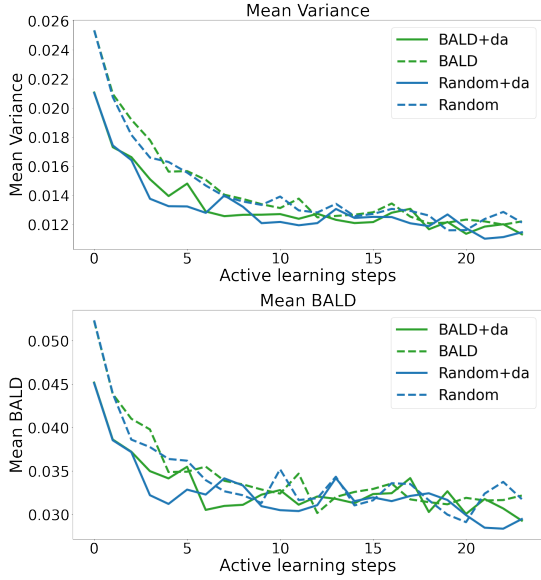 Mean Variance
0.026
0.024
0.022
0.020
0.018
0.016
0.014
0.012
Mean Variance
BALD+da
BALD
Random+da
Random
0 5 10 15 20
Active learning steps
Mean BALD
0.050
0.045
0.040
0.035
0.030
Mean BALD
BALD+da
BALD
Random+da
Random
0 5 10 15 20
Active learning steps